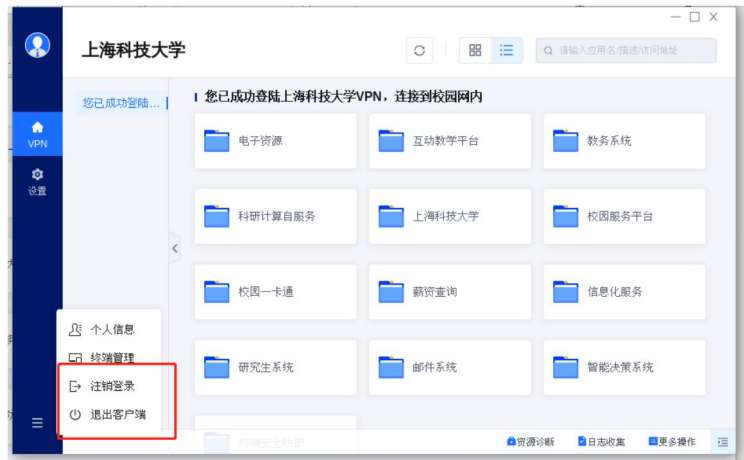 上海科技大学
请输入应用名/描述/访问地址
您已成功登陆...
您已成功登陆上海科技大学VPN，连接到校园网内
VPN
设置
电子资源
互动教学平台
教务系统
科研计算自服务
上海科技大学
校园服务平台
校园一卡通
薪资查询
信息化服务
研究生系统
邮件系统
智能决策系统
终端安全防护
个人信息
终端管理
注销登录
退出客户端
资源诊断
日志收集
更多操作